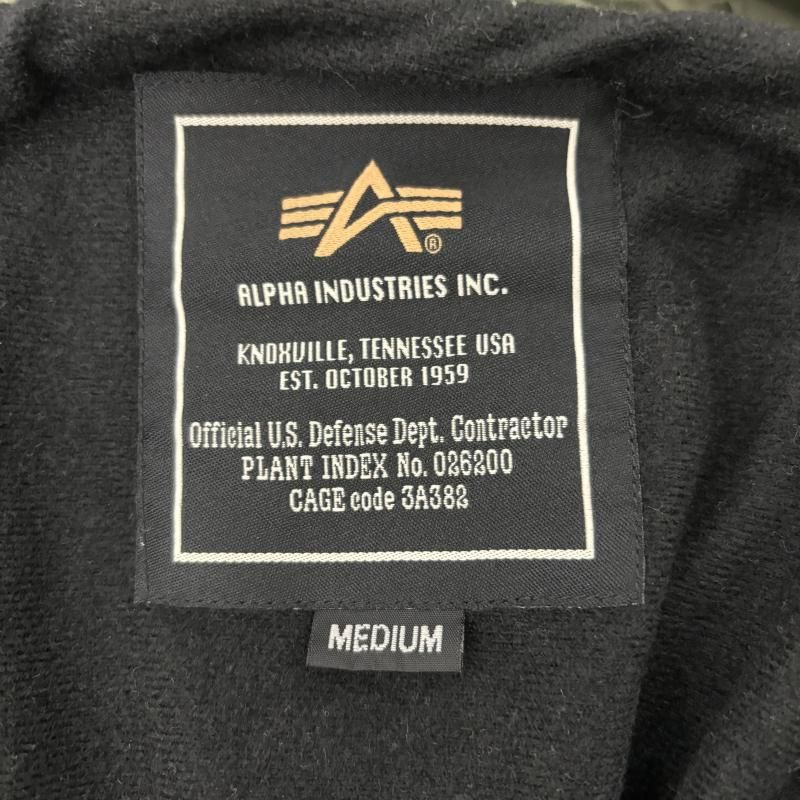 ®
ALPHA INDUSTRIES INC.
KNOXVILLE, TENNESSEE USA
EST. OCTOBER 1959
Official U.S. Defense Dept. Contractor
PLANT INDEX No. 026200
CAGE code 3A382
MEDIUM